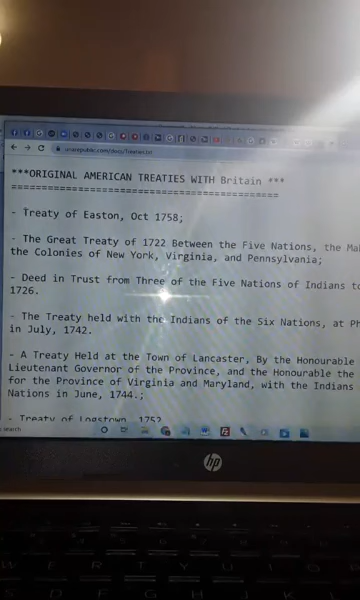 ***ORIGINAL AMERICAN TREATIES WITH Britain ***
==========================================
- Treaty of Easton, Oct 1758;
- The Great Treaty of 1722 Between the Five Nations, the
the Colonies of New York, Virginia, and Pennsylvania;
- Deed in Trust from Three of the Five Nations of Indians to
1726.
- The Treaty held with the Indians of the Six Nations, at
in July, 1742.
- A Treaty Held at the Town of Lancaster, By the Honourable
Lieutenant Governor of the Province, and the Honourable the
for the Province of Virginia and Maryland, with the Indians
Nations in June, 1744.;
- Treaty of Logstown, 1752
hp